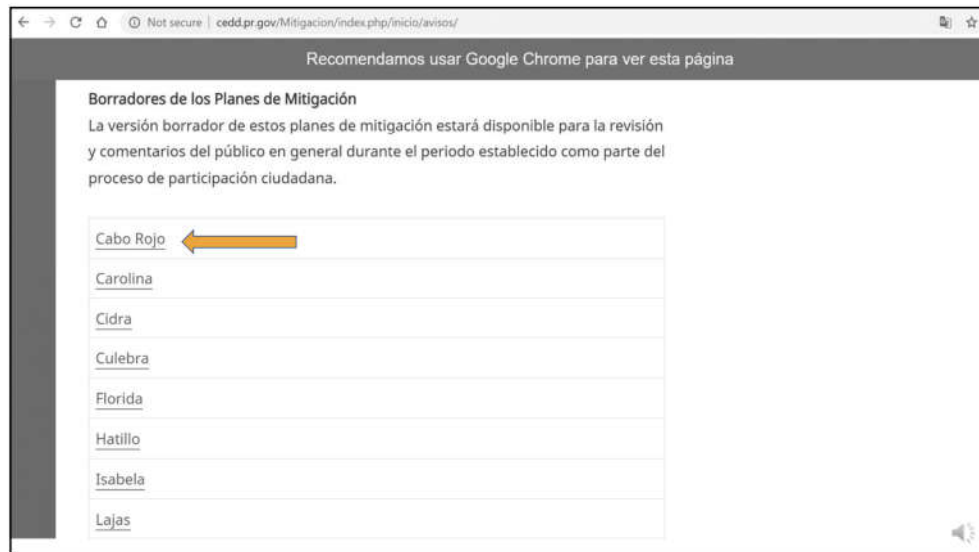 Not secure | cedd.pr.gov/Mitigacion/index.php/inicio/avisos/
Recomendamos usar Google Chrome para ver esta página
Borradores de los Planes de Mitigación
La versión borrador de estos planes de mitigación estará disponible para la revisión
y comentarios del público en general durante el periodo establecido como parte del
proceso de participación ciudadana.
Cabo Rojo
Carolina
Cidra
Culebra
Florida
Hatillo
Isabela
Lajas